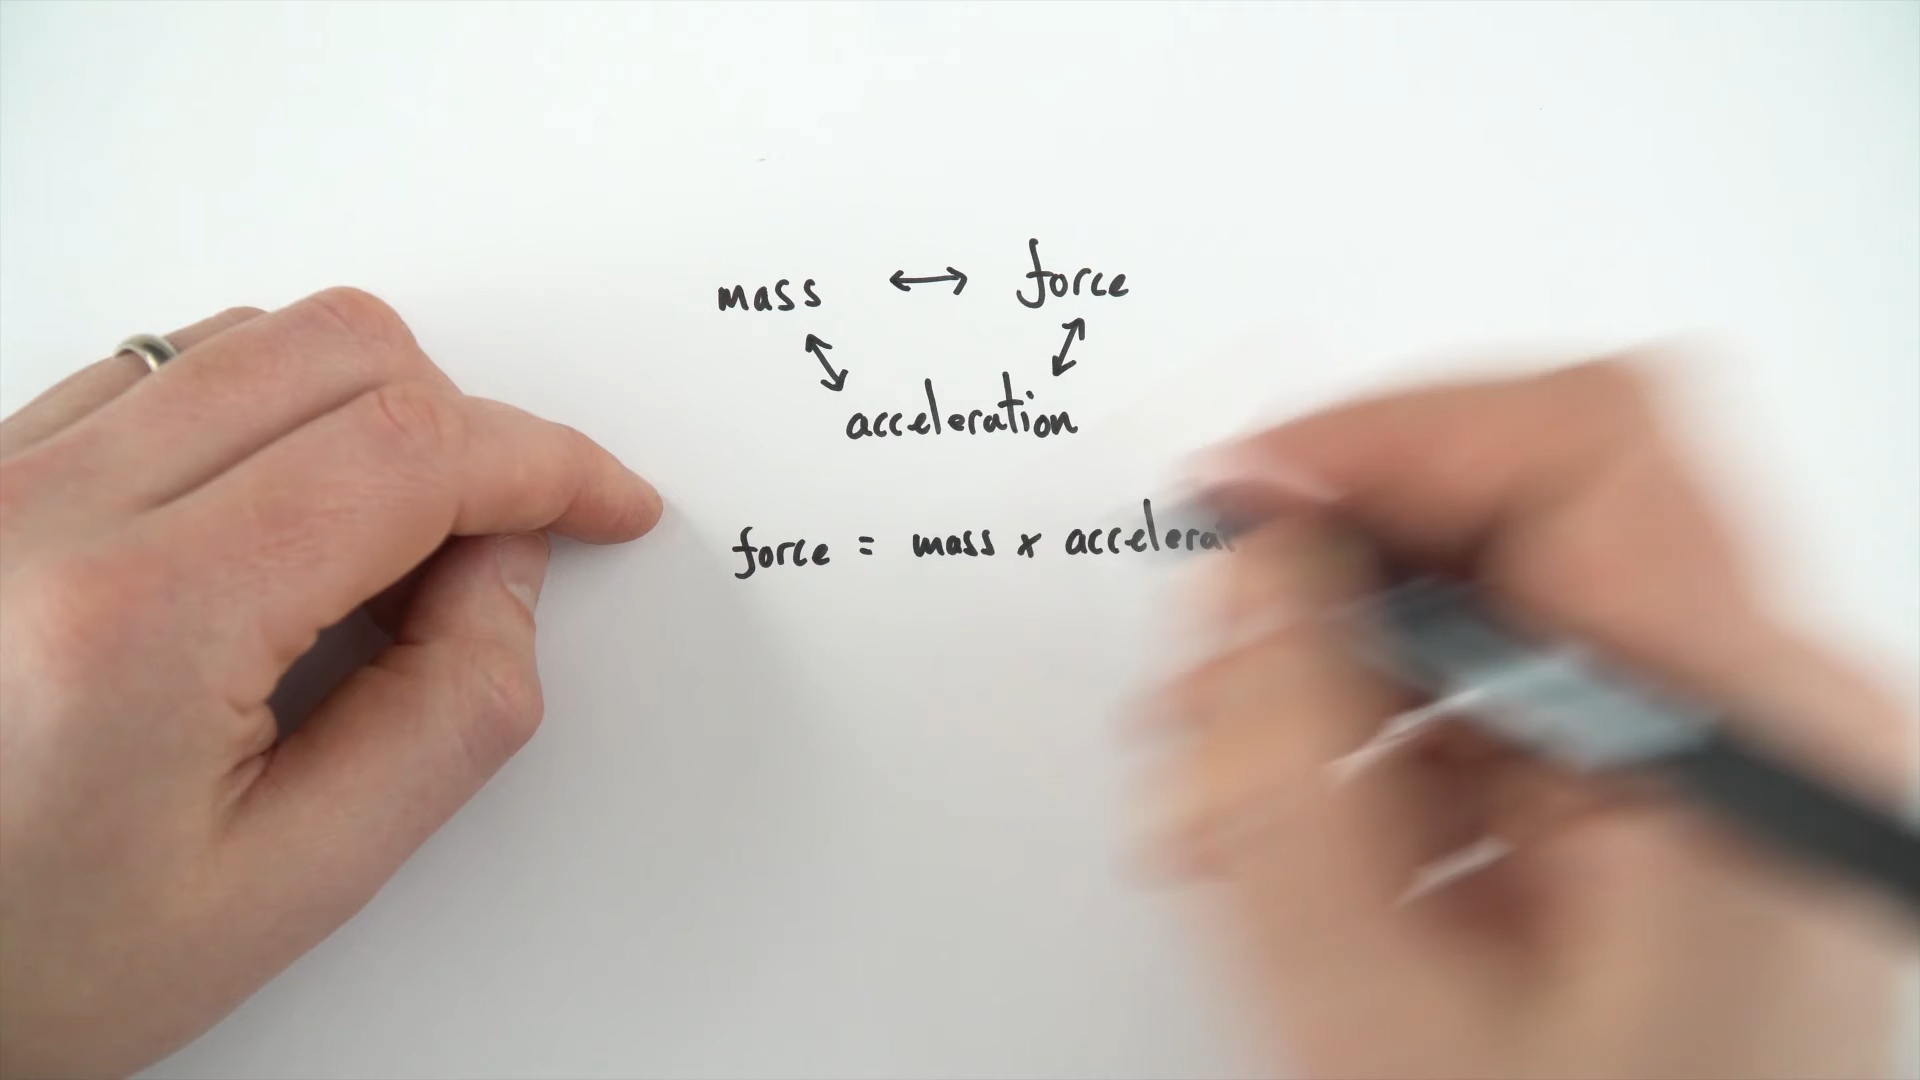 mass ↔ force
acceleration
force = mass x accelerat